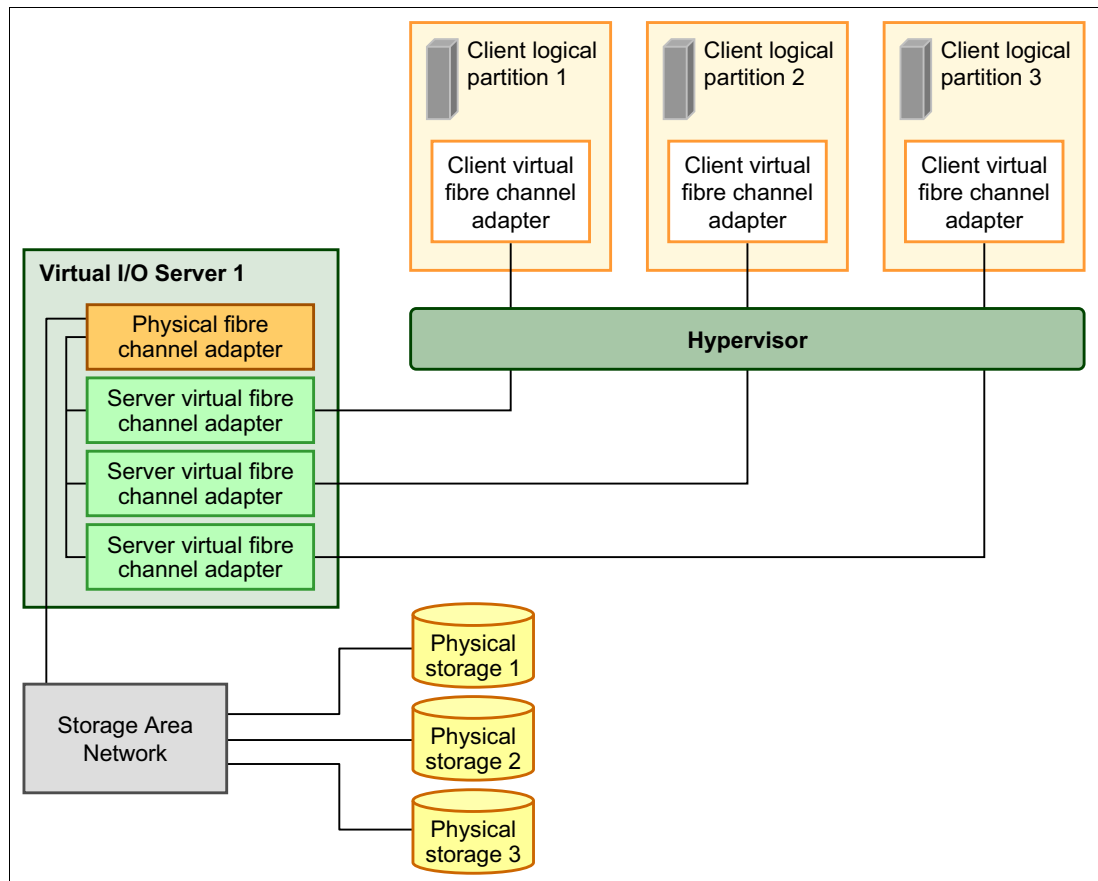 Client logical
partition 1
Client logical
partition 2
Client logical
partition 3
Client virtual
fibre channel
adapter
Client virtual
fibre channel
adapter
Client virtual
fibre channel
adapter
Virtual I/O Server 1
Physical fibre
channel adapter
Server virtual fibre
channel adapter
Server virtual fibre
channel adapter
Server virtual fibre
channel adapter
Hypervisor
Storage Area
Network
Physical
storage 1
Physical
storage 2
Physical
storage 3